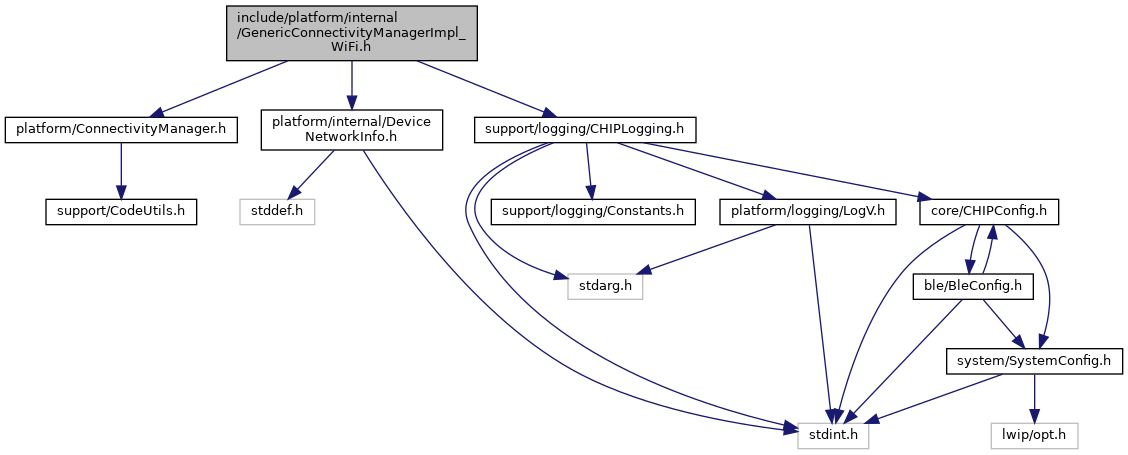 include/platform/internal
/GenericConnectivityManagerImpl_
WiFi.h
platform/ConnectivityManager.h
platform/internal/Device
NetworkInfo.h
support/logging/CHIPLogging.h
support/CodeUtils.h
stddef.h
support/logging/Constants.h
platform/logging/LogV.h
core/CHIPConfig.h
stdarg.h
ble/BleConfig.h
system/SystemConfig.h
stdint.h
lwip/opt.h